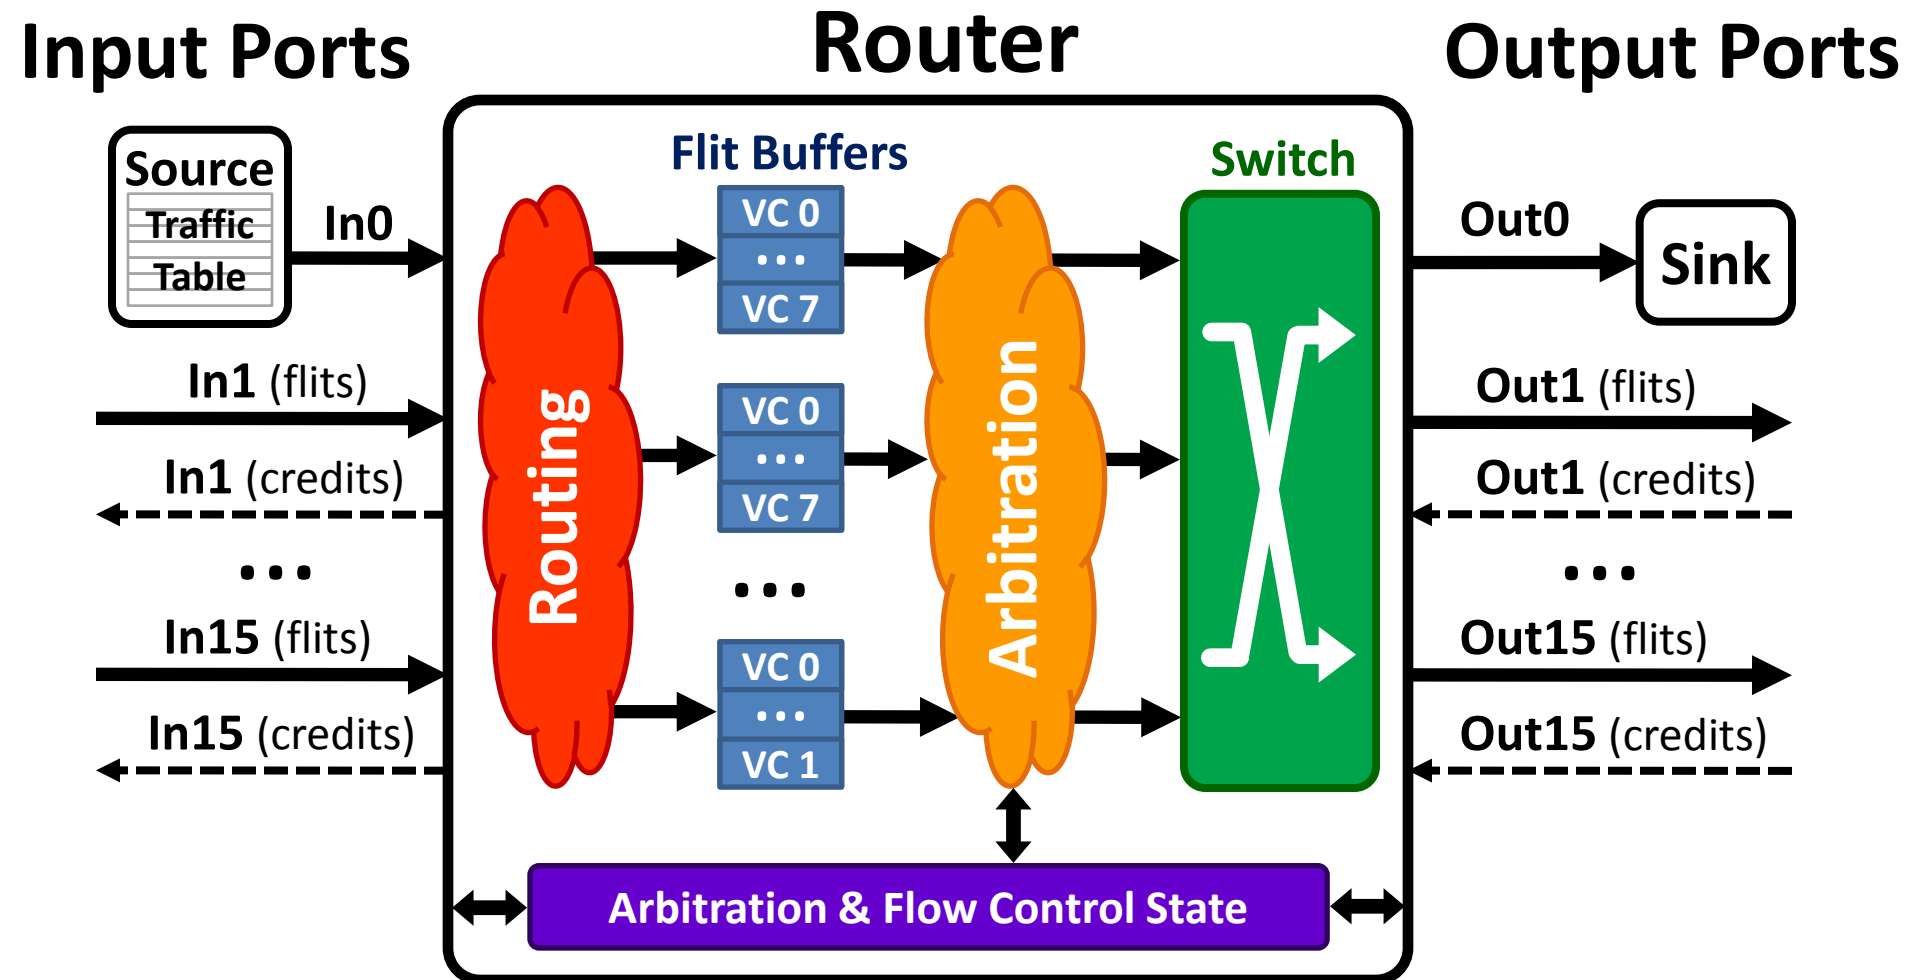 Input Ports
Router
Output Ports
Source
Traffic
Table
In0
In1 (flits)
In1 (credits)
...
In15 (flits)
In15 (credits)
Routing
Flit Buffers
VC 0
...
VC 7
VC 0
...
VC 7
...
VC 0
...
VC 1
Arbitration
Switch
Out0
Sink
Out1 (flits)
Out1 (credits)
...
Out15 (flits)
Out15 (credits)
Arbitration & Flow Control State